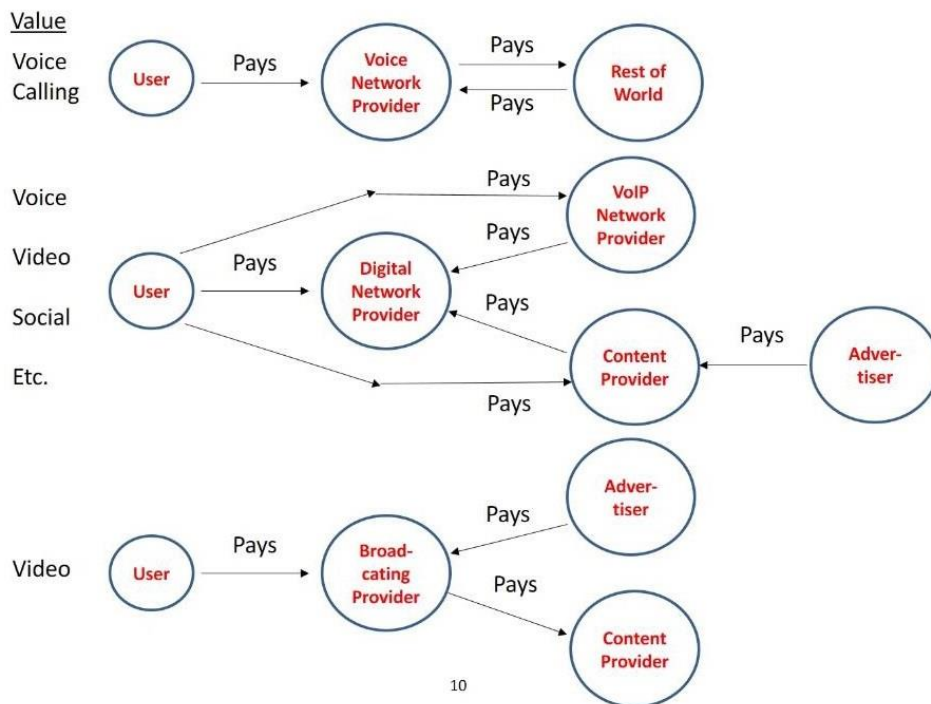 Value
Voice
Calling
User
Pays
Voice
Network
Provider
Pays
Pays
Rest of
World
Voice
Video
Social
Etc.
User
Pays
Pays
Pays
Digital
Network
Provider
VoIP
Network
Provider
Pays
Pays
Content
Provider
Pays
Adver-
tiser
Video
User
Pays
Broad-
cating
Provider
Pays
Adver-
tiser
Pays
Content
Provider
10